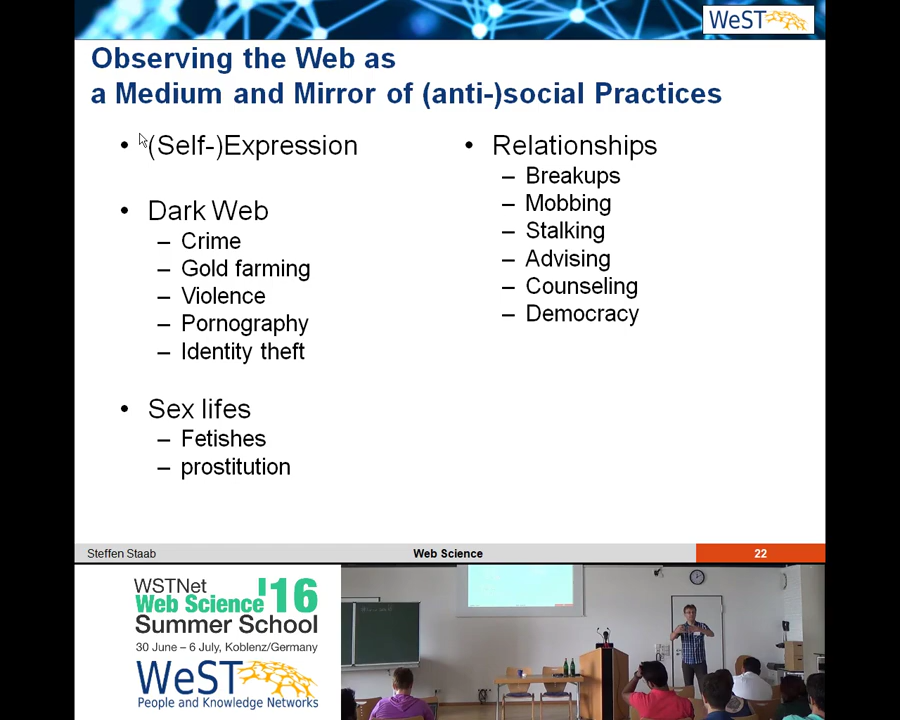 WeST
Observing the Web as
a Medium and Mirror of (anti-)social Practices
• (Self-)Expression
• Dark Web
– Crime
– Gold farming
– Violence
– Pornography
– Identity theft
• Sex lifes
– Fetishes
– prostitution
• Relationships
– Breakups
– Mobbing
– Stalking
– Advising
– Counseling
– Democracy
Steffen Staab
Web Science
22
WSTNet
Web Science '16
Summer School
30 June – 6 July, Koblenz/Germany
WeST
People and Knowledge Networks